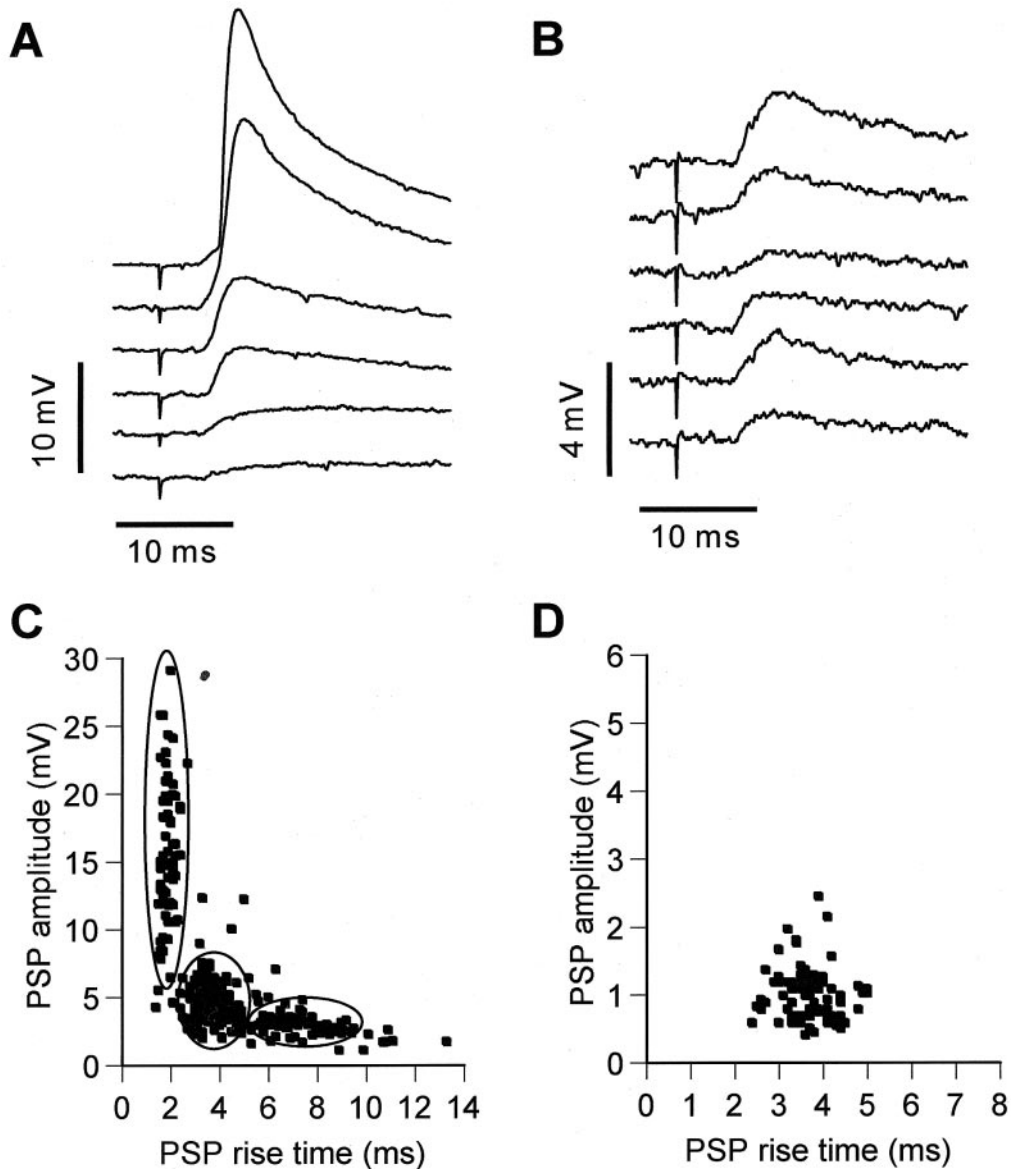 A
B
10 mV
10 ms
4 mV
10 ms
C
PSP amplitude (mV)
30
25
20
15
10
5
0
0 2 4 6 8 10 12 14
PSP rise time (ms)
D
PSP amplitude (mV)
6
5
4
3
2
1
0
0 1 2 3 4 5 6 7 8
PSP rise time (ms)